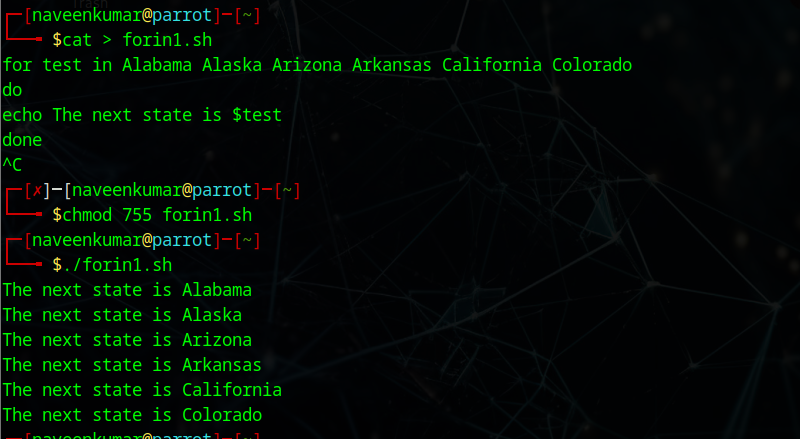 ┌─[naveenkumar@parrot]─[~]
└──╼ $cat > forin1.sh
for test in Alabama Alaska Arizona Arkansas California Colorado
do
echo The next state is $test
done
^C
┌─[✗]─[naveenkumar@parrot]─[~]
└──╼ $chmod 755 forin1.sh
┌─[naveenkumar@parrot]─[~]
└──╼ $./forin1.sh
The next state is Alabama
The next state is Alaska
The next state is Arizona
The next state is Arkansas
The next state is California
The next state is Colorado
┌─[naveenkumar@parrot]─[~]